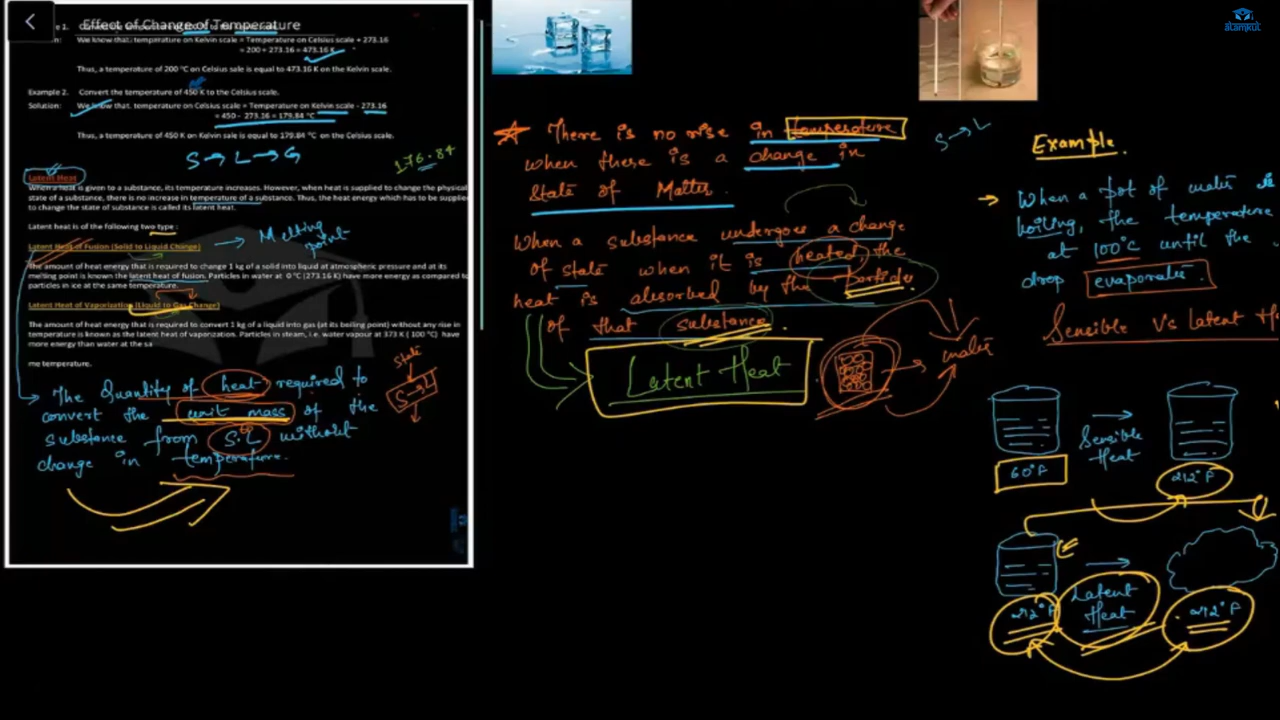 Effect of Change of Temperature
We know that: temperature on Kelvin scale = Temperature on Celsius scale + 273.16
= 200 + 273.16 = 473.16 K
Thus, a temperature of 200 °C on Celsius sale is equal to 473.16 K on the Kelvin scale.
Example 2. Convert the temperature of 450 K to the Celsius scale.
Solution: We know that. temperature on Celsius scale = Temperature on Kelvin scale - 273.16
= 450 - 273.16 = 179.84 °C
Thus, a temperature of 450 K on Kelvin sale is equal to 179.84 °C on the Celsius scale.
S → L → G
176.84
Latent Heat
When a heat is given to a substance, its temperature increases. However, when heat is supplied to change the physical
state of a substance, there is no increase in temperature of a substance. Thus, the heat energy which has to be supplied
to change the state of substance is called its latent heat.
Latent heat is of the following two type :
Latent Heat of Fusion (Solid to Liquid Change)
→ Melting point
The amount of heat energy that is required to change 1 kg of a solid into liquid at atmospheric pressure and at its
melting point is known the latent heat of fusion. Particles in water at 0 °C (273.16 K) have more energy as compared to
particles in ice at the same temperature.
Latent Heat of Vaporization (Liquid to Gas Change)
The amount of heat energy that is required to convert 1 kg of a liquid into gas (at its boiling point) without any rise in
temperature is known as the latent heat of vaporization. Particles in steam, i.e. water vapour at 373 K ( 100 °C) have
more energy than water at the sa
me temperature.
State
S → L
→ The Quantity of heat required to
convert the unit mass of the
substance from S to L without
change in temperature.
There is no rise in temperature
when there is a change in
State of Matter.
S → L
When a substance undergoes a change
of state when it is heated, the
heat is absorbed by the particle
of that substance.
Latent Heat
→ water
Example.
→ When a pot of water is
boiling, the temperature
at 100°C until the
drop evaporates.
Sensible Vs latent H
→
Sensible
Heat
60°F
212°F
→
Latent
Heat
212°F
212°F
alamkul